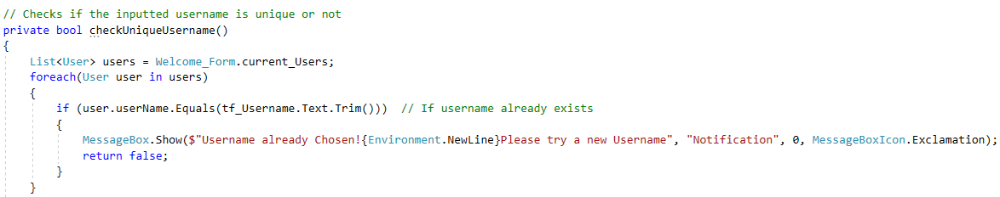 // Checks if the inputted username is unique or not
private bool checkUniqueUsername()
{
    List<User> users = Welcome_Form.current_Users;
    foreach(User user in users)
    {
        if (user.userName.Equals(tf_Username.Text.Trim()))  // If username already exists
        {
            MessageBox.Show($"Username already Chosen!{Environment.NewLine}Please try a new Username", "Notification", 0, MessageBoxIcon.Exclamation);
            return false;
        }
    }